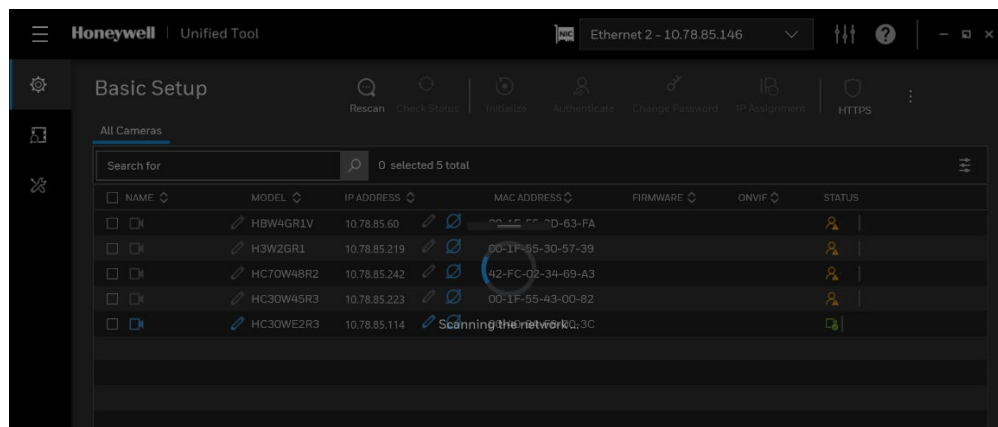 Honeywell | Unified Tool
NIC
Ethernet 2 - 10.78.85.146
Basic Setup
Rescan
Check Status
Initialize
Authenticate
Change Password
IP Assignment
HTTPS
All Cameras
Search for
0 selected 5 total
NAME MODEL IP ADDRESS MAC ADDRESS FIRMWARE ONVIF STATUS
HBW4GR1V 10.78.85.60 D-63-FA
H3W2GR1 10.78.85.219 00-1F-55-30-57-39
HC70W48R2 10.78.85.242 42-FC-02-34-69-A3
HC30W45R3 10.78.85.223 00-1F-55-43-00-82
HC30WE2R3 10.78.85.114 -3C
Scanning the network...